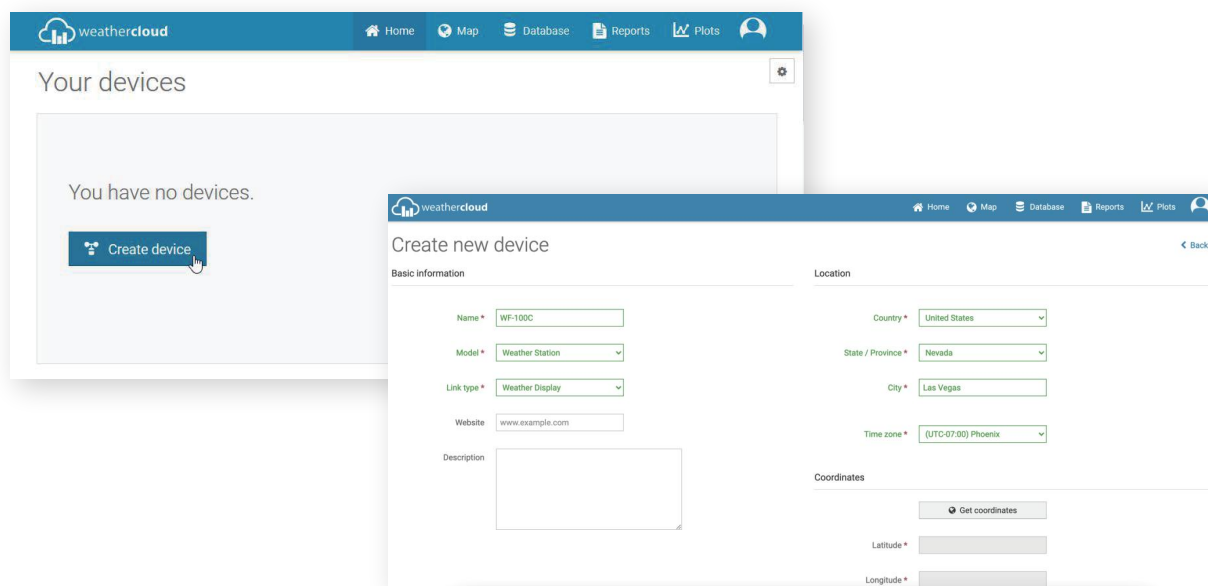 weathercloud
Home Map Database Reports Plots
Your devices
You have no devices.
Create device
weathercloud
Home Map Database Reports Plots
Create new device
Back
Basic information
Name * WF-100C
Model * Weather Station
Link type * Weather Display
Website www.example.com
Description
Location
Country * United States
State / Province * Nevada
City * Las Vegas
Time zone * (UTC-07:00) Phoenix
Coordinates
Get coordinates
Latitude *
Longitude *